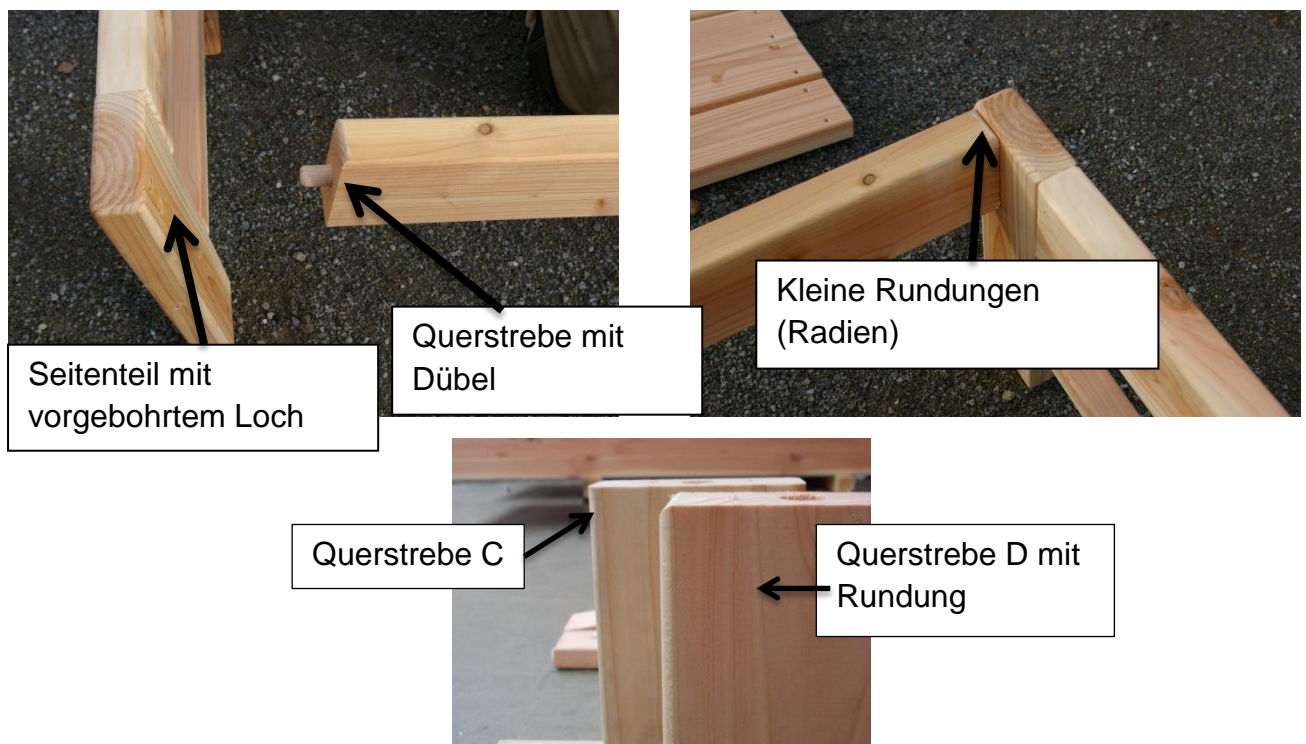 Seitenteil mit
vorgebohrtem Loch
Querstrebe mit
Dübel
Kleine Rundungen
(Radien)
Querstrebe C
Querstrebe D mit
Rundung